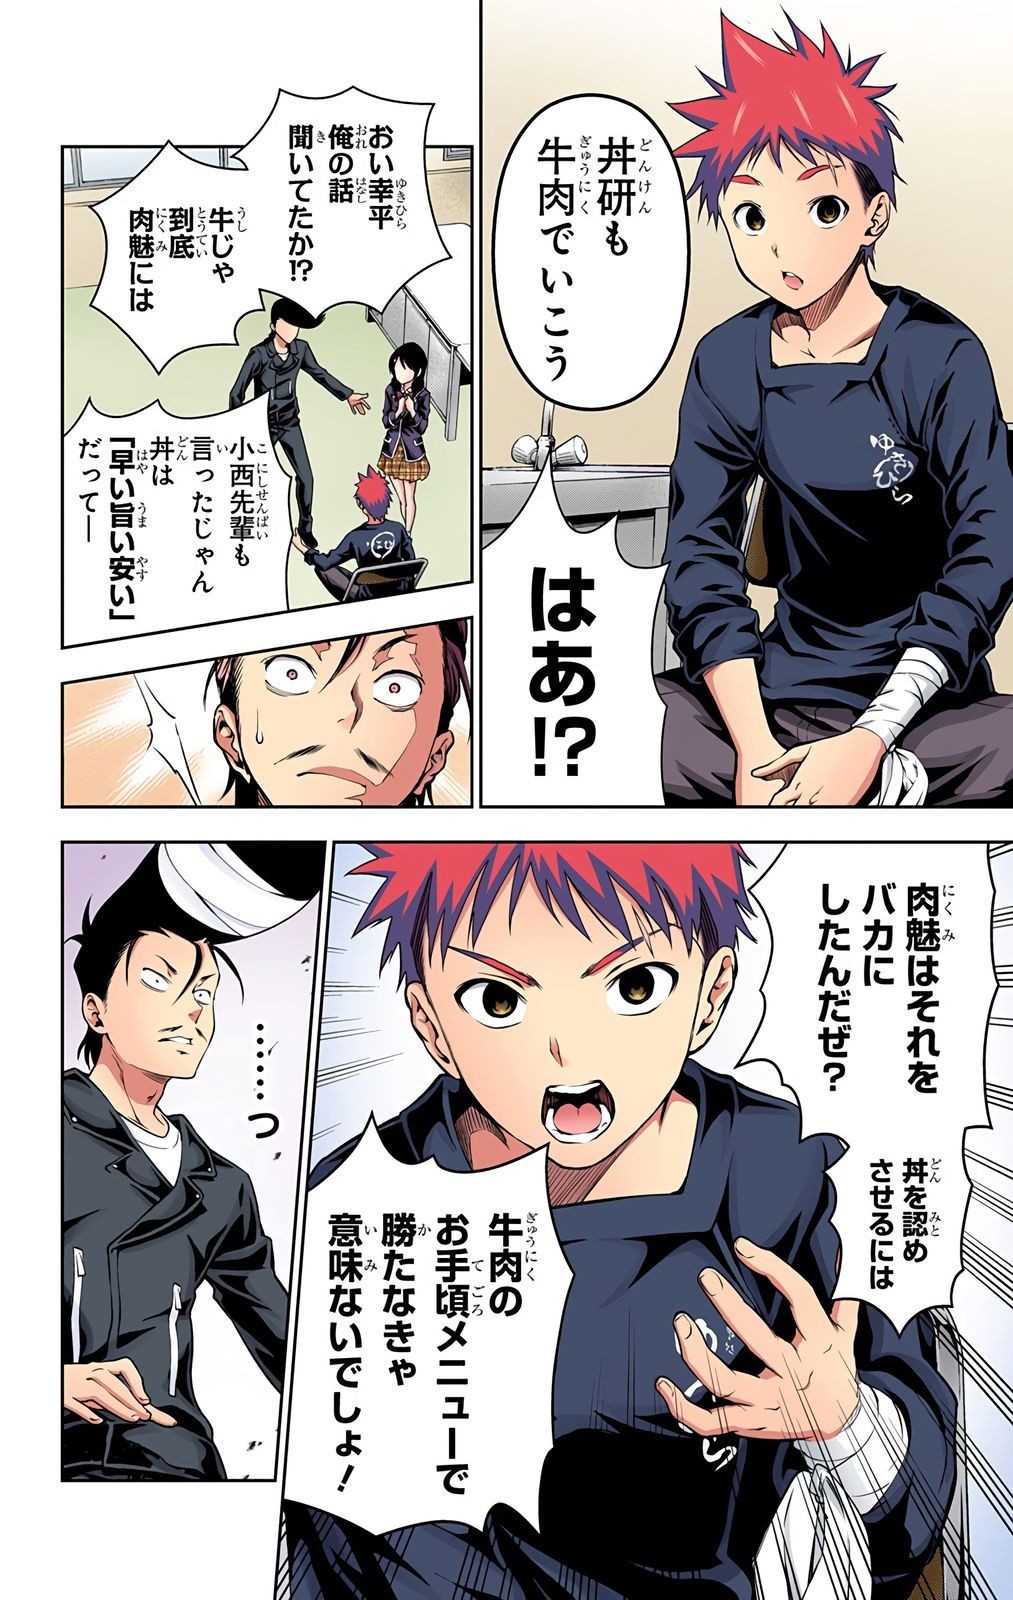 丼研も
牛肉でいこう
はあ!?
おい幸平
俺の話
聞いてたか!?
牛じゃ
到底
肉魅には
小西先輩も
言ったじゃん
丼は
「早い旨い安い」
だって―
肉魅はそれを
バカに
したんだぜ?
丼を認め
させるには
牛肉の
お手頃メニューで
勝たなきゃ
意味ないでしょ!
……っ
ゆきひら